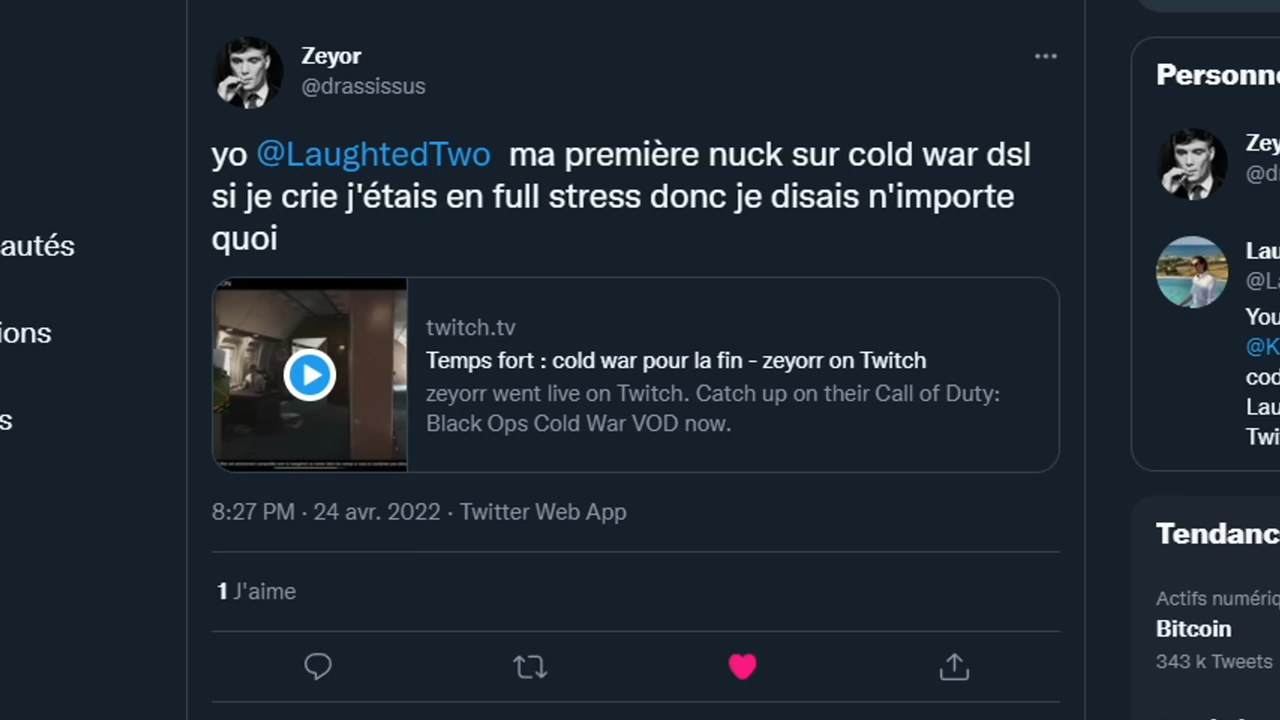 Zeyor
@drassissus
yo @LaughtedTwo ma première nuck sur cold war dsl
si je crie j'étais en full stress donc je disais n'importe
quoi
twitch.tv
Temps fort : cold war pour la fin - zeyorr on Twitch
zeyorr went live on Twitch. Catch up on their Call of Duty:
Black Ops Cold War VOD now.
8:27 PM · 24 avr. 2022 · Twitter Web App
1 J'aime
autés
ions
s
Personn
Zey
@d
Lau
@La
You
@K
cod
Lau
Twi
Tendanc
Actifs numériq
Bitcoin
343 k Tweets